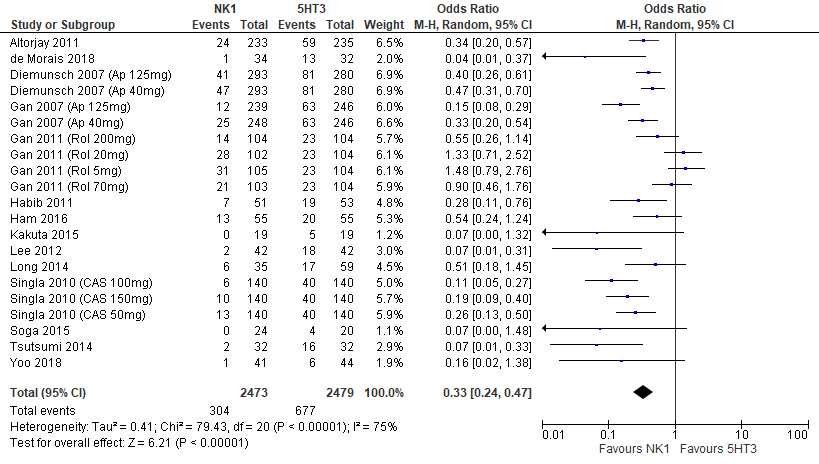 NK1 5HT3 Odds Ratio Odds Ratio
Study or Subgroup Events Total Events Total Weight M-H, Random, 95% CI M-H, Random, 95% CI
Altorjay 2011 24 233 59 235 6.5% 0.34 [0.20, 0.57]
de Morais 2018 1 34 13 32 2.0% 0.04 [0.01, 0.37]
Diemunsch 2007 (Ap 125mg) 41 293 81 280 6.9% 0.40 [0.26, 0.61]
Diemunsch 2007 (Ap 40mg) 47 293 81 280 7.0% 0.47 [0.31, 0.70]
Gan 2007 (Ap 125mg) 12 239 63 246 6.0% 0.15 [0.08, 0.29]
Gan 2007 (Ap 40mg) 25 248 63 246 6.6% 0.33 [0.20, 0.54]
Gan 2011 (Rol 200mg) 14 104 23 104 5.7% 0.55 [0.26, 1.14]
Gan 2011 (Rol 20mg) 28 102 23 104 6.1% 1.33 [0.71, 2.52]
Gan 2011 (Rol 5mg) 31 105 23 104 6.1% 1.48 [0.79, 2.76]
Gan 2011 (Rol 70mg) 21 103 23 104 5.9% 0.90 [0.46, 1.76]
Habib 2011 7 51 19 53 4.7% 0.28 [0.11, 0.76]
Ham 2016 13 55 20 55 5.3% 0.54 [0.24, 1.24]
Kakuta 2015 0 19 5 19 1.2% 0.07 [0.00, 1.32]
Lee 2012 2 42 18 42 3.0% 0.07 [0.01, 0.31]
Long 2014 6 35 17 59 4.5% 0.51 [0.18, 1.45]
Singla 2010 (CAS 100mg) 6 140 40 140 5.1% 0.11 [0.05, 0.27]
Singla 2010 (CAS 150mg) 10 140 40 140 5.7% 0.19 [0.09, 0.40]
Singla 2010 (CAS 50mg) 13 140 40 140 5.9% 0.26 [0.13, 0.50]
Soga 2015 0 24 4 20 1.1% 0.07 [0.00, 1.48]
Tsutsumi 2014 2 32 16 32 2.9% 0.07 [0.01, 0.33]
Yoo 2018 1 41 6 44 1.9% 0.16 [0.02, 1.38]
Total (95% CI) 2473 2479 100.0% 0.33 [0.24, 0.47]
Total events 304 677
Heterogeneity: Tau² = 0.41; Chi² = 79.43, df = 20 (P < 0.00001); I² = 75%
Test for overall effect: Z = 6.21 (P < 0.00001)
0.01 0.1 1 10 100
Favours NK1 Favours 5HT3